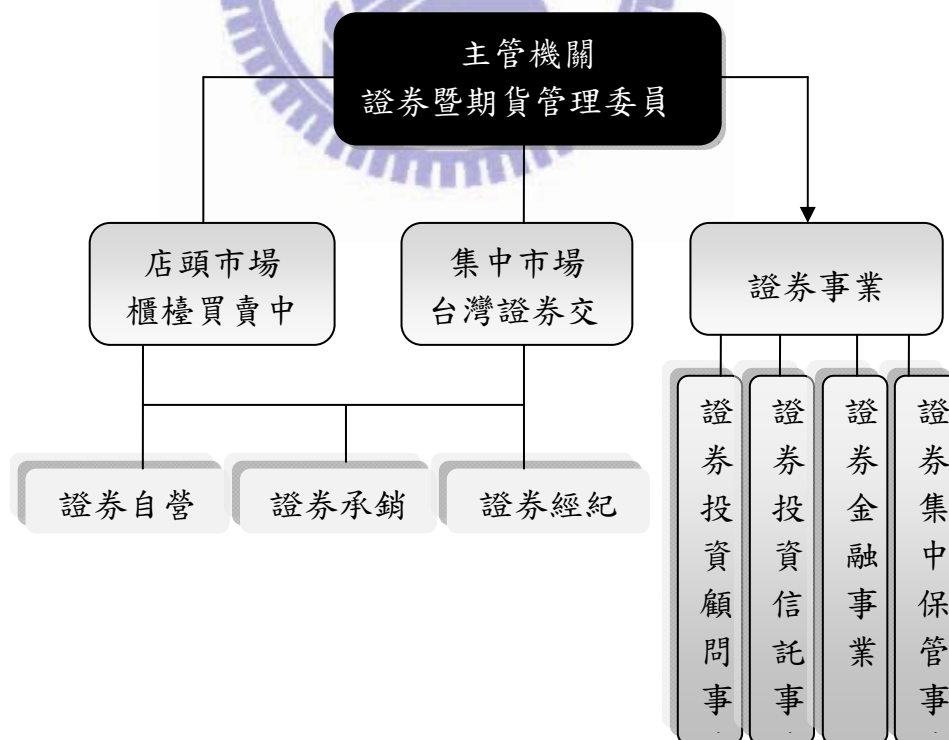 主管機關
證券暨期貨管理委員
店頭市場
櫃檯買賣中
集中市場
台灣證券交
證券事業
證券自營
證券承銷
證券經紀
證券投資顧問事
證券投資信託事
證券金融事業
證券集中保管事